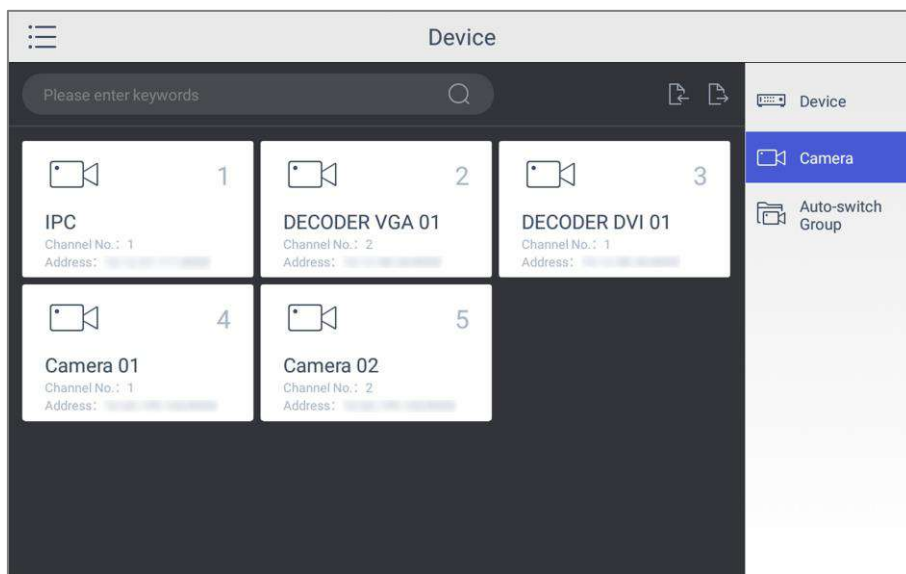 Device
Please enter keywords
1
IPC
Channel No.: 1
Address:
2
DECODER VGA 01
Channel No.: 2
Address:
3
DECODER DVI 01
Channel No.: 1
Address:
4
Camera 01
Channel No.: 1
Address:
5
Camera 02
Channel No.: 2
Address:
Device
Camera
Auto-switch
Group